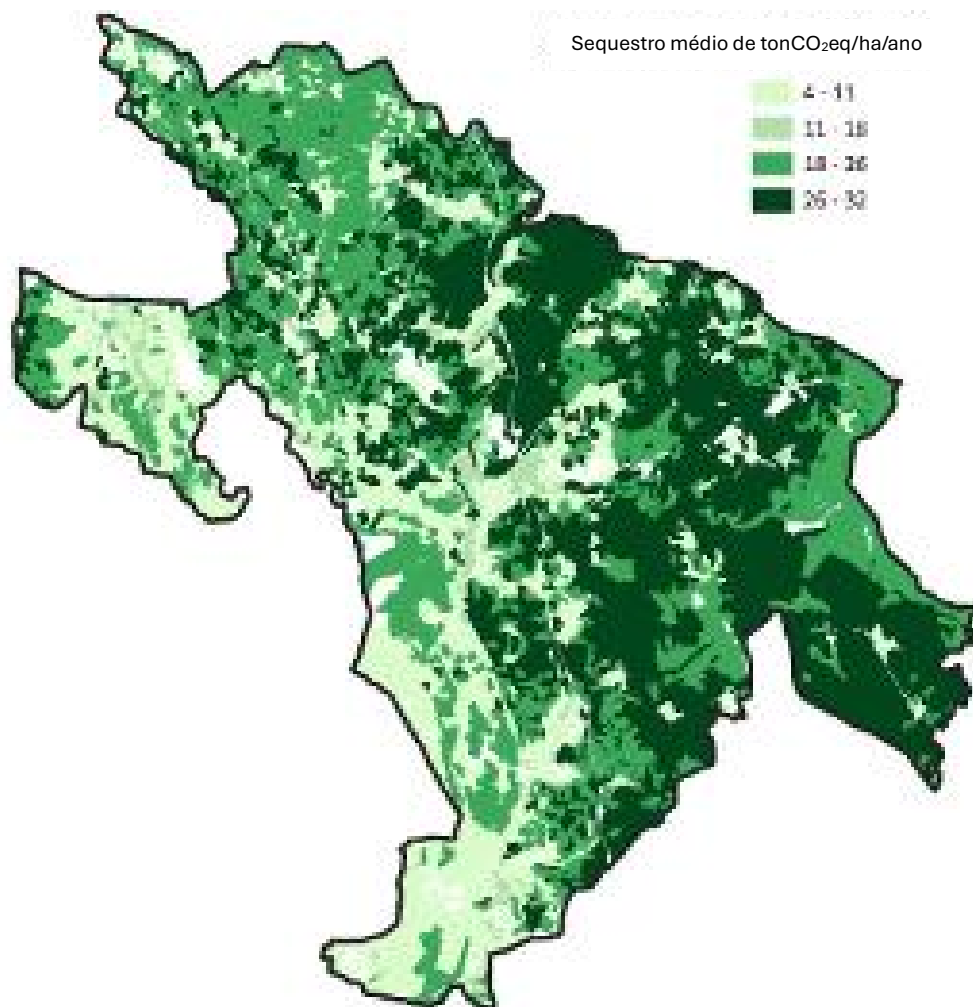 Sequestro médio de tonCO₂eq/ha/ano
4 - 11
11 - 18
18 - 26
26 - 32